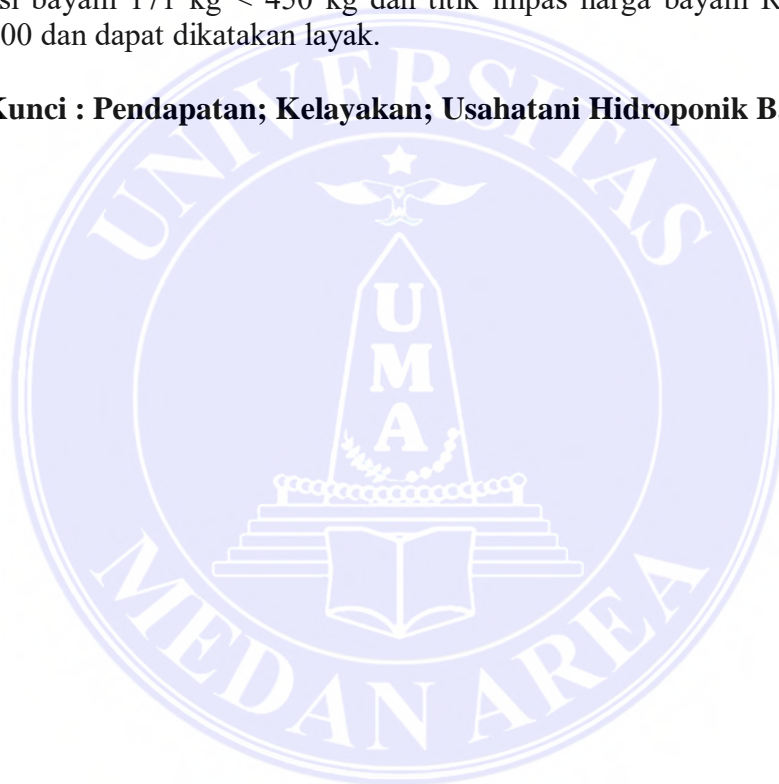 si bayam 171 kg < 450 kg dan titik impas harga bayam R
00 dan dapat dikatakan layak.
Kunci : Pendapatan; Kelayakan; Usahatani Hidroponik B
UNIVERSITAS
U
M
A
MEDAN AREA